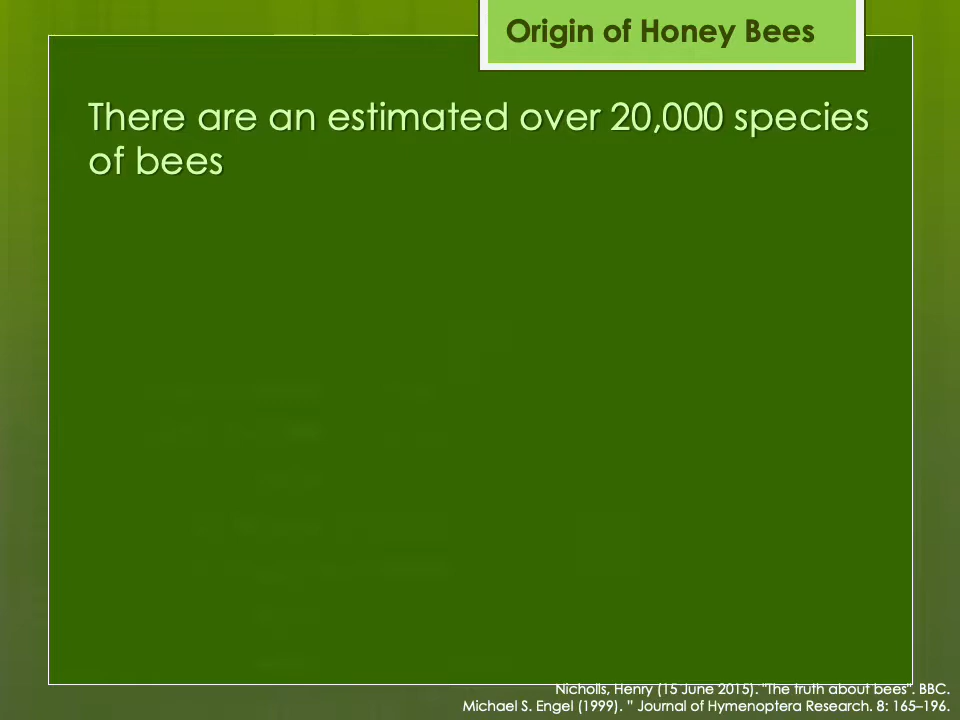 Origin of Honey Bees
There are an estimated over 20,000 species
of bees
Nicholls, Henry (15 June 2015). "The truth about bees". BBC.
Michael S. Engel (1999). " Journal of Hymenoptera Research. 8: 165–196.